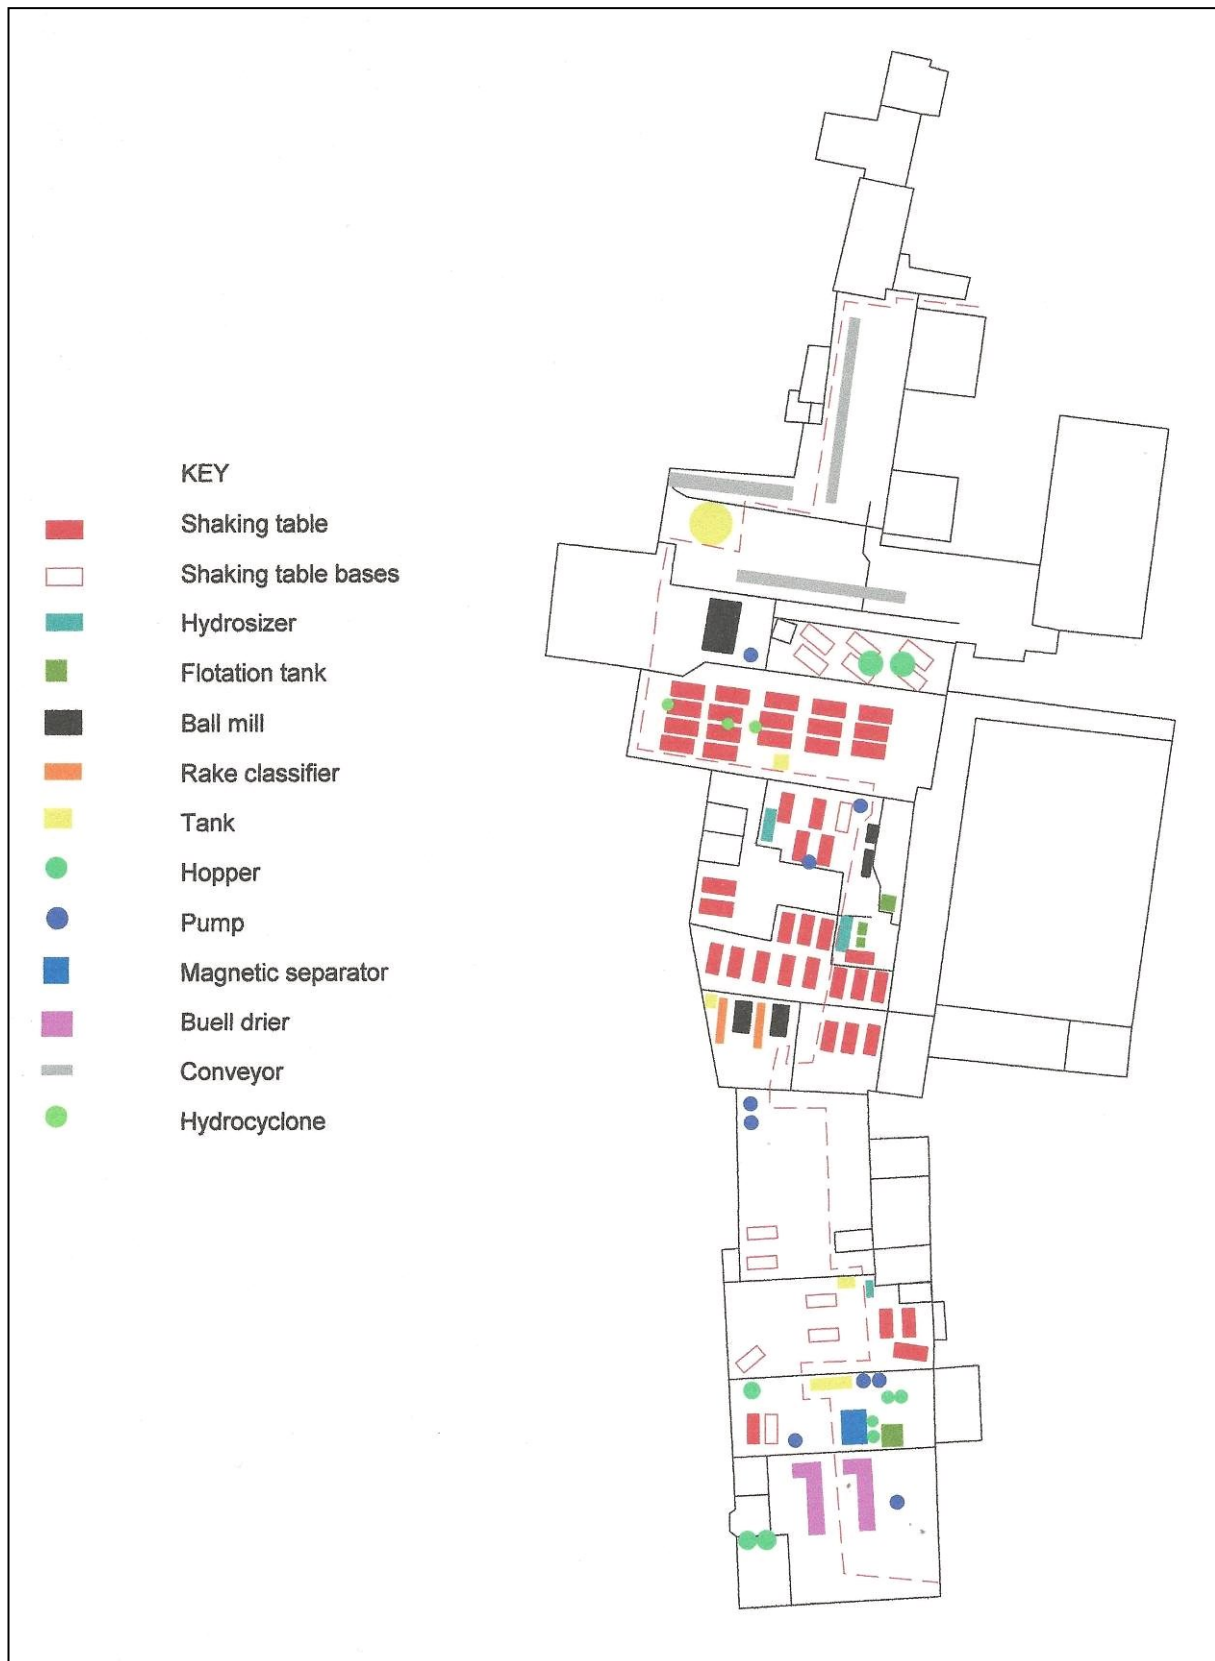 KEY
Shaking table
Shaking table bases
Hydrosizer
Flotation tank
Ball mill
Rake classifier
Tank
Hopper
Pump
Magnetic separator
Buell drier
Conveyor
Hydrocyclone